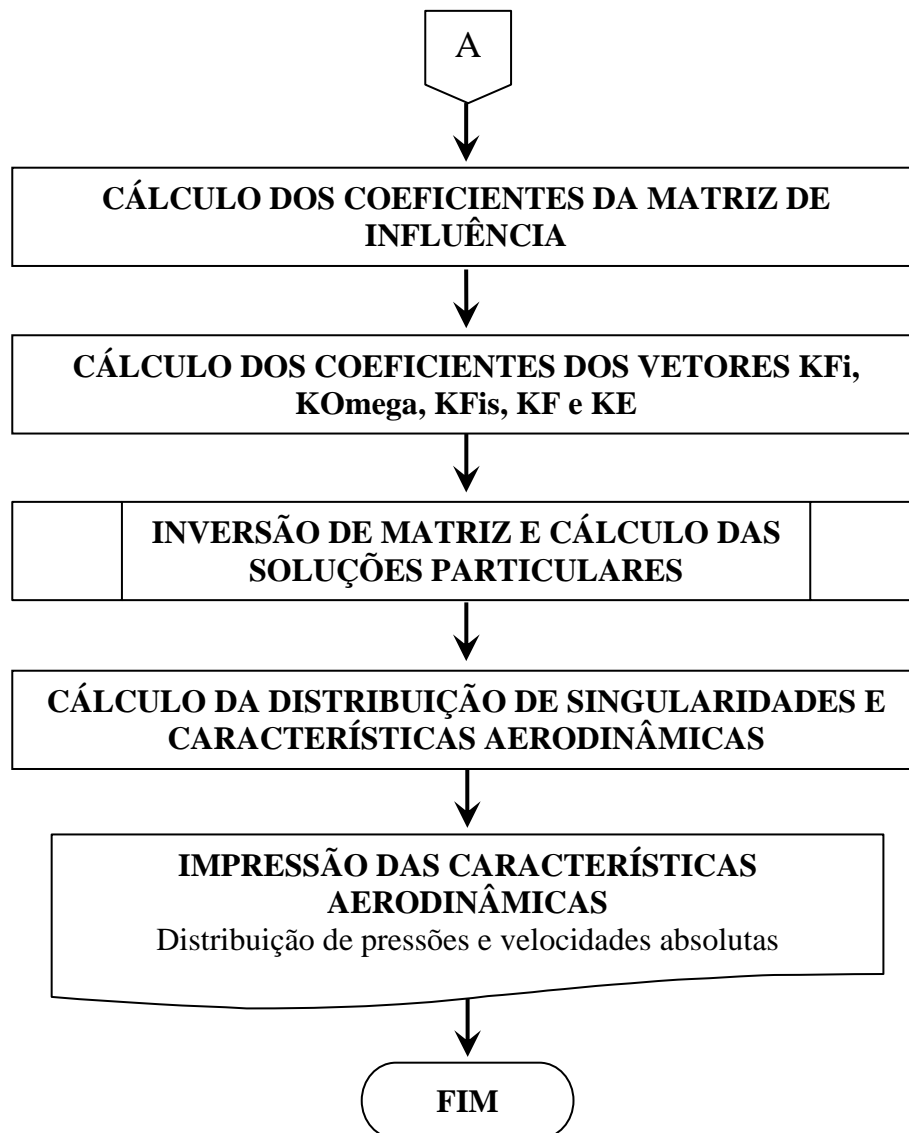 A
CÁLCULO DOS COEFICIENTES DA MATRIZ DE
INFLUÊNCIA
CÁLCULO DOS COEFICIENTES DOS VETORES KFi,
KOmega, KFis, KF e KE
INVERSÃO DE MATRIZ E CÁLCULO DAS
SOLUÇÕES PARTICULARES
CÁLCULO DA DISTRIBUIÇÃO DE SINGULARIDADES E
CARACTERÍSTICAS AERODINÂMICAS
IMPRESSÃO DAS CARACTERÍSTICAS
AERODINÂMICAS
Distribuição de pressões e velocidades absolutas
FIM